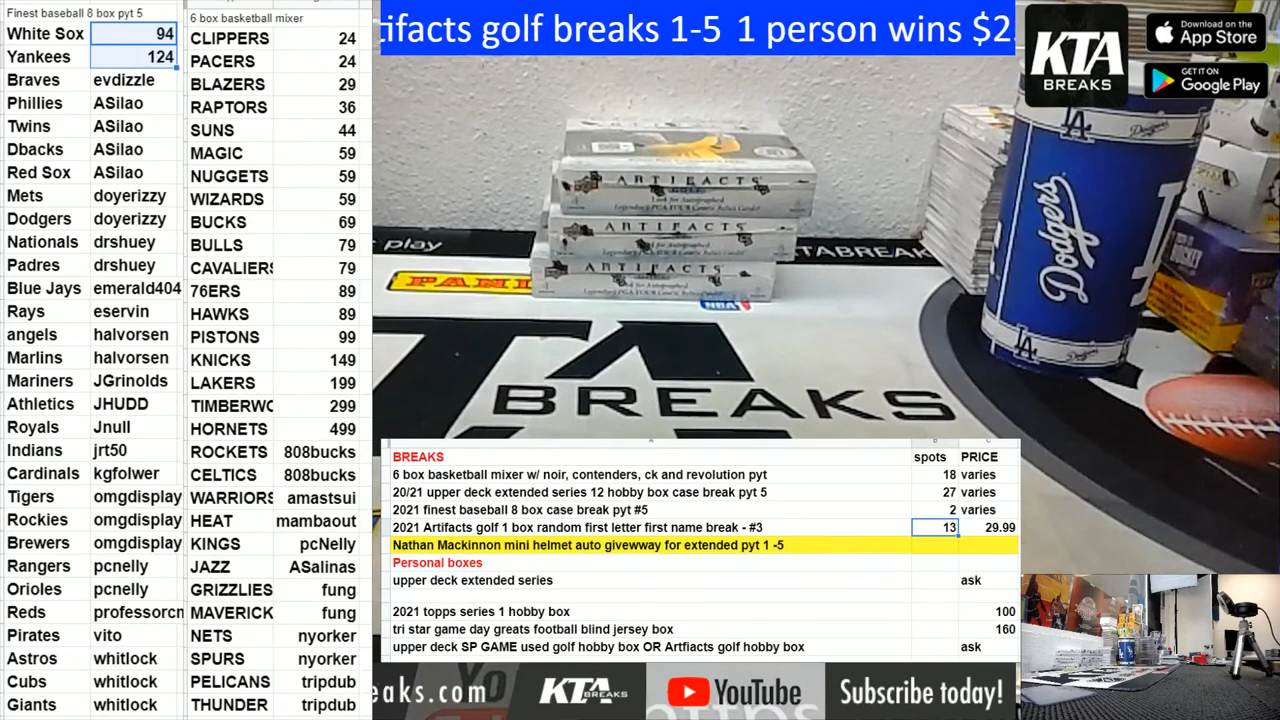 Finest baseball 8 box pyt 5
White Sox 94
Yankees 124
Braves evdizzle
Phillies ASilao
Twins ASilao
Dbacks ASilao
Red Sox ASilao
Mets doyerizzy
Dodgers doyerizzy
Nationals drshuey
Padres drshuey
Blue Jays emerald404
Rays eservin
angels halvorsen
Marlins halvorsen
Mariners JGrinolds
Athletics JHUDD
Royals Jnull
Indians jrt50
Cardinals kgfolwer
Tigers omgdisplay
Rockies omgdisplay
Brewers omgdisplay
Rangers pcnelly
Orioles pcnelly
Reds professorcn
Pirates vito
Astros whitlock
Cubs whitlock
Giants whitlock
6 box basketball mixer
CLIPPERS 24
PACERS 24
BLAZERS 29
RAPTORS 36
SUNS 44
MAGIC 59
NUGGETS 59
WIZARDS 59
BUCKS 69
BULLS 79
CAVALIERS 79
76ERS 89
HAWKS 89
PISTONS 99
KNICKS 149
LAKERS 199
TIMBERWO 299
HORNETS 499
ROCKETS 808bucks
CELTICS 808bucks
WARRIORS amastsui
HEAT mambaout
KINGS pcNelly
JAZZ ASalinas
GRIZZLIES fung
MAVERICK fung
NETS nyorker
SPURS nyorker
PELICANS tripdub
THUNDER tripdub
tifacts golf breaks 1-5 1 person wins $2
KTA
BREAKS
Download on the
App Store
GET IT ON
Google Play
ARTIFACTS
ARTIFACTS
ARTIFACTS
play
TABREAK
PANINI
NBA
TA
BREAKS
LA
Dodgers
Dodgers
LA
Dodgers
BREAKS spots PRICE
6 box basketball mixer w/ noir, contenders, ck and revolution pyt 18 varies
20/21 upper deck extended series 12 hobby box case break pyt 5 27 varies
2021 finest baseball 8 box case break pyt #5 2 varies
2021 Artifacts golf 1 box random first letter first name break - #3 13 29.99
Nathan Mackinnon mini helmet auto givewway for extended pyt 1 -5
Personal boxes
upper deck extended series ask
2021 topps series 1 hobby box 100
tri star game day greats football blind jersey box 160
upper deck SP GAME used golf hobby box OR Artfiacts golf hobby box ask
eaks.com
KTA
BREAKS
YouTube
Subscribe today!